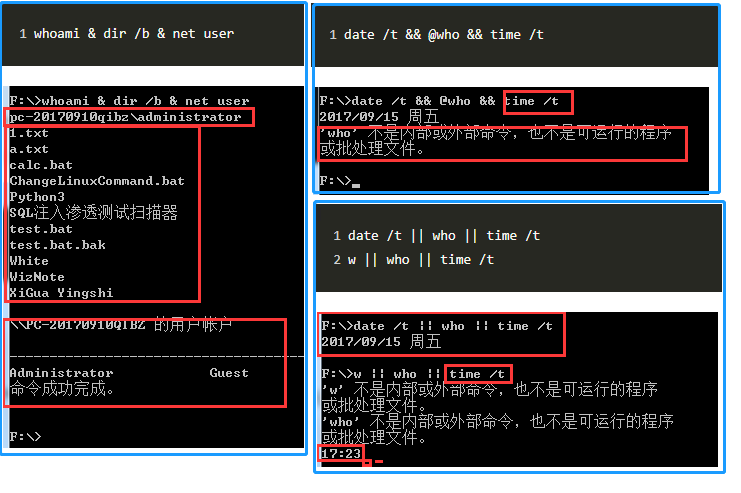 1 whoami & dir /b & net user
F:\>whoami & dir /b & net user
pc-20170910qibz\administrator
1.txt
a.txt
calc.bat
ChangeLinuxCommand.bat
Python3
SQL注入渗透测试扫描器
test.bat
test.bat.bak
White
WizNote
XiGua Yingshi
\\PC-20170910QIBZ 的用户帐户
-------------------------------------
Administrator Guest
命令成功完成。
F:\>
1 date /t && @who && time /t
F:\>date /t && @who && time /t
2017/09/15 周五
'who' 不是内部或外部命令，也不是可运行的程序
或批处理文件。
F:\>_
1 date /t || who || time /t
2 w || who || time /t
F:\>date /t || who || time /t
2017/09/15 周五
F:\>w || who || time /t
'w' 不是内部或外部命令，也不是可运行的程序
或批处理文件。
'who' 不是内部或外部命令，也不是可运行的程序
或批处理文件。
17:23